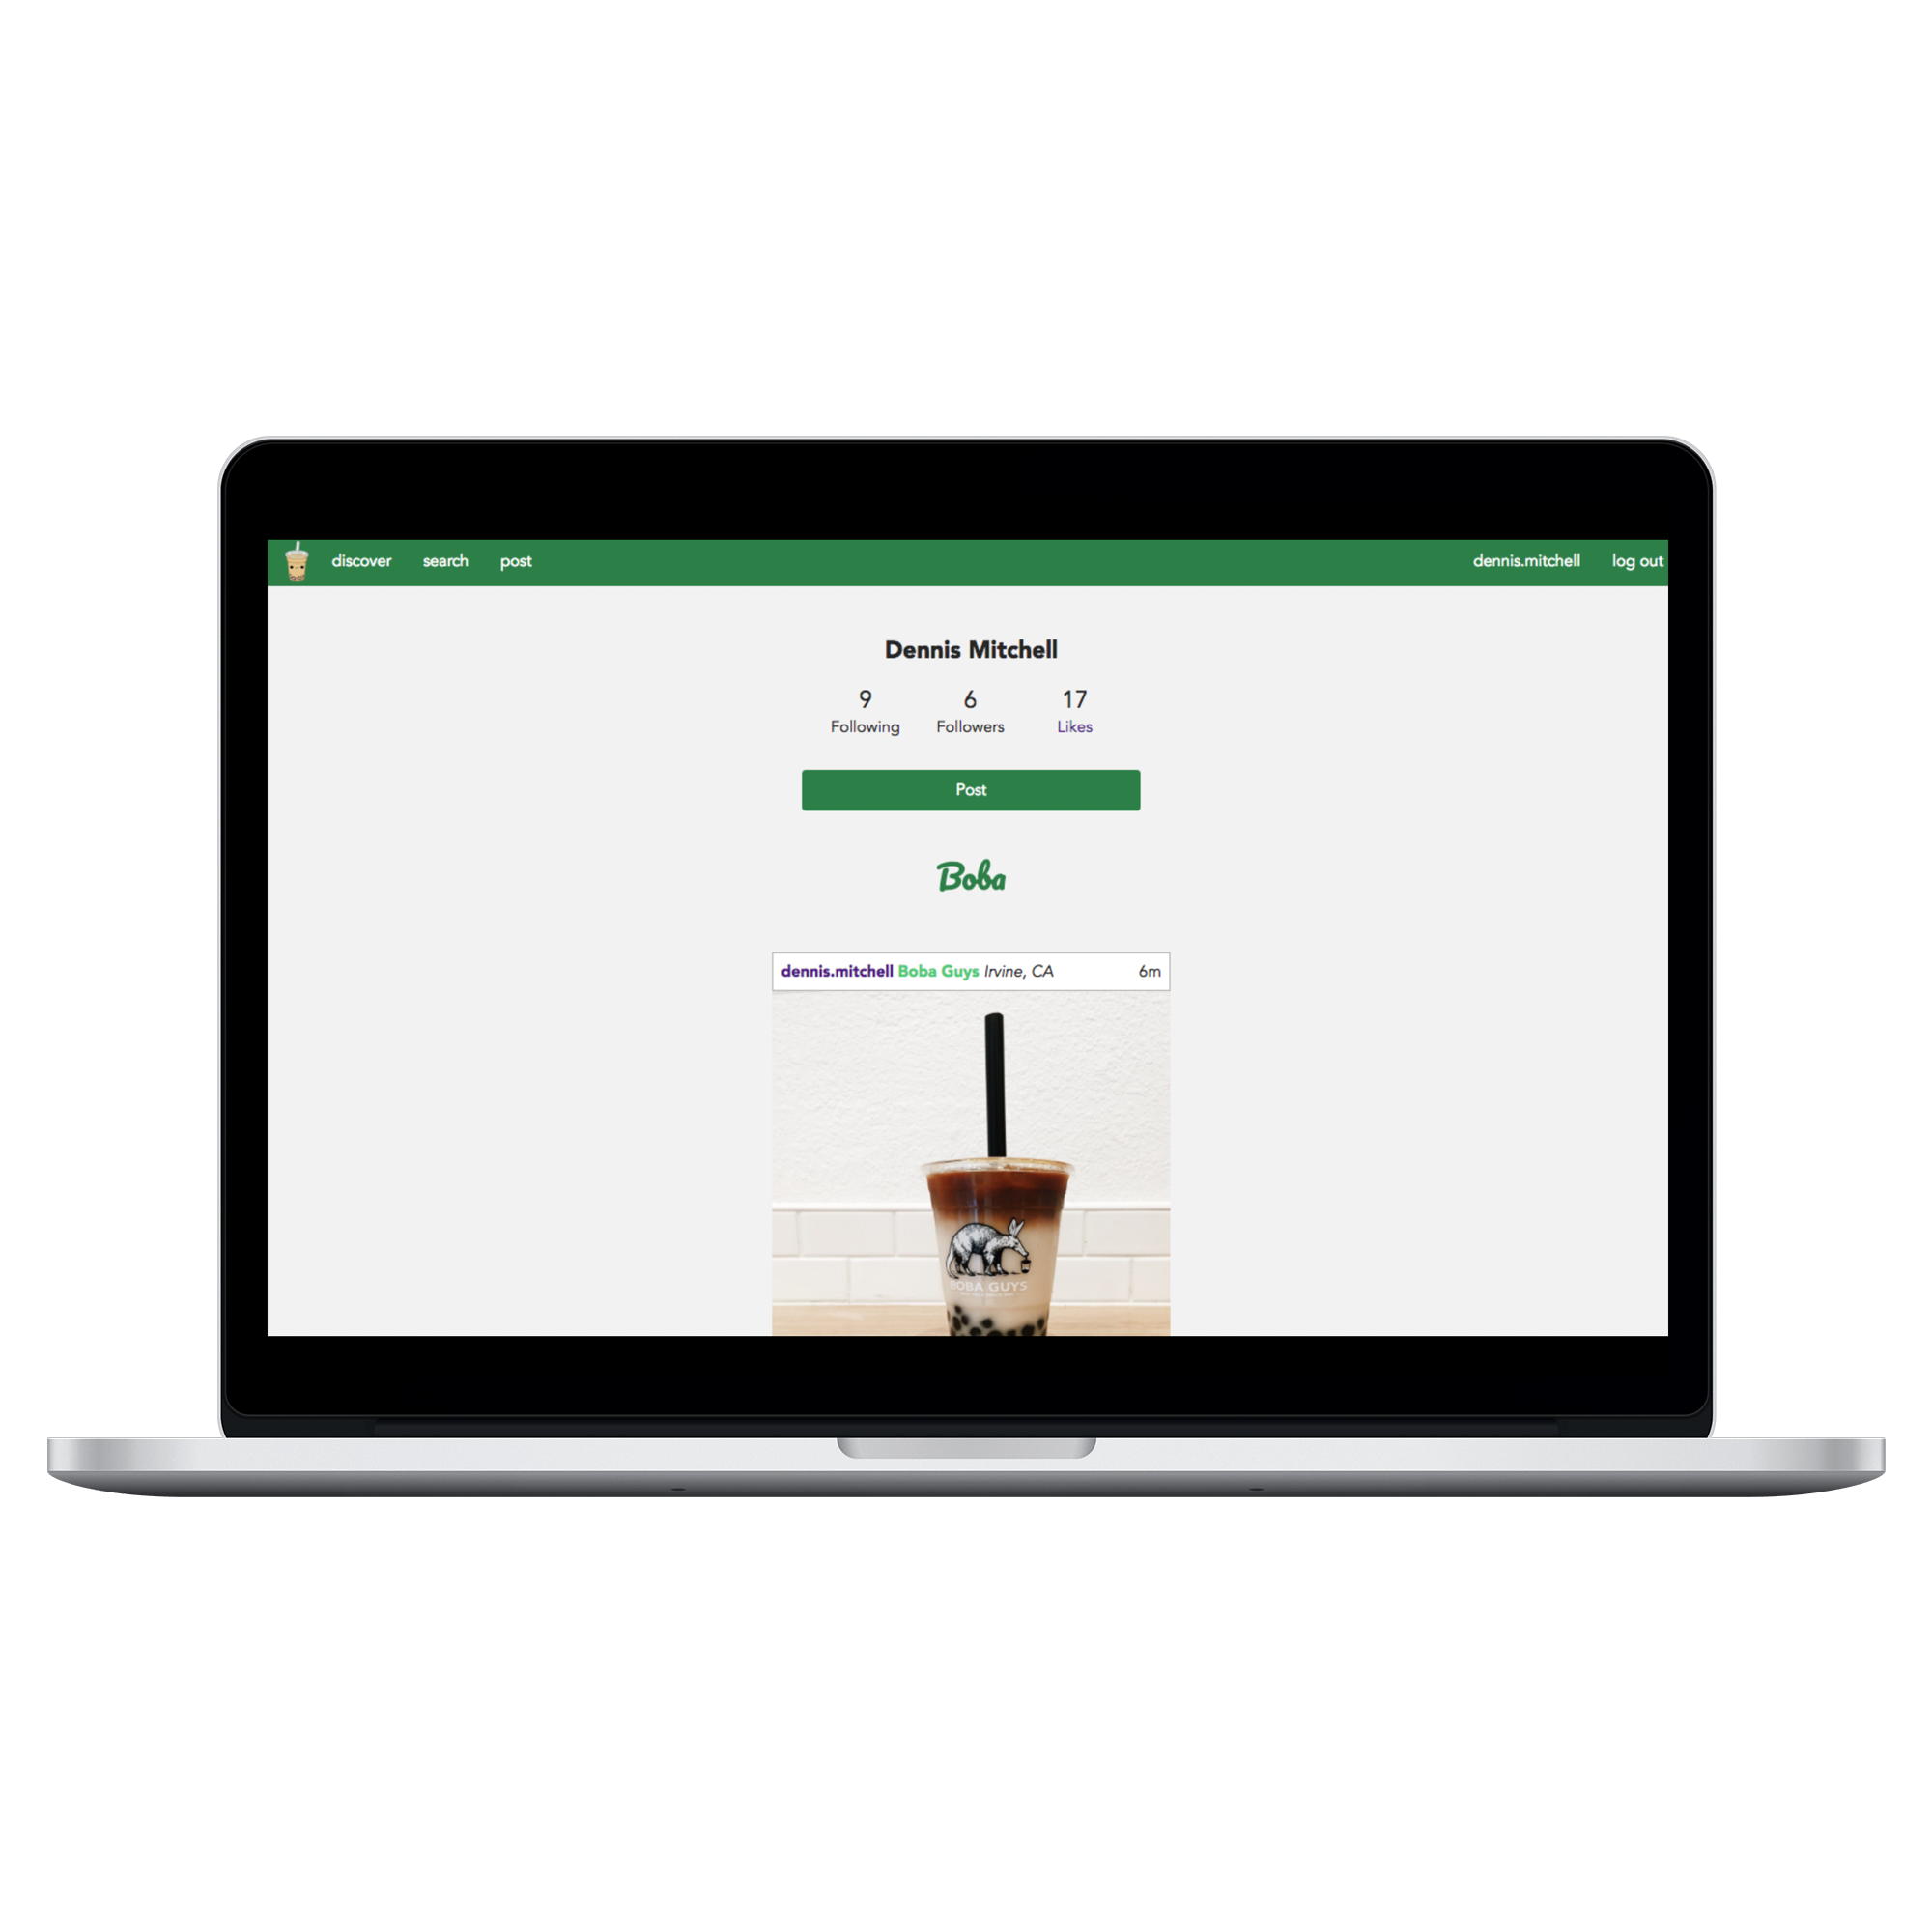 discover search post dennis.mitchell log out
Dennis Mitchell
9 6 17
Following Followers Likes
Post
Boba
dennis.mitchell Boba Guys Irvine, CA 6m
BOBA GUYS